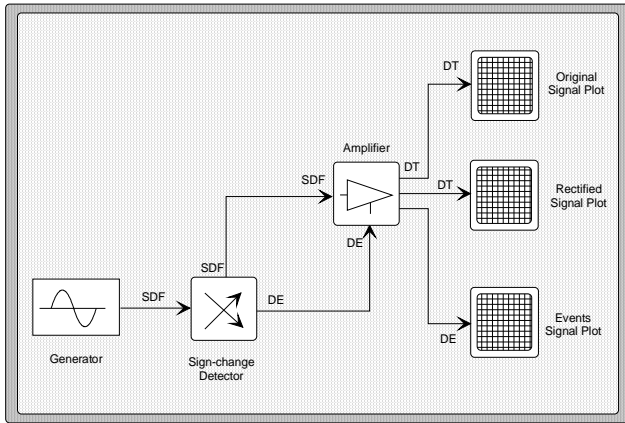 DT
Original
Signal Plot
Amplifier
DT
SDF
DT
Rectified
Signal Plot
DE
SDF
SDF
DE
Events
Signal Plot
DE
Generator
Sign-change
Detector